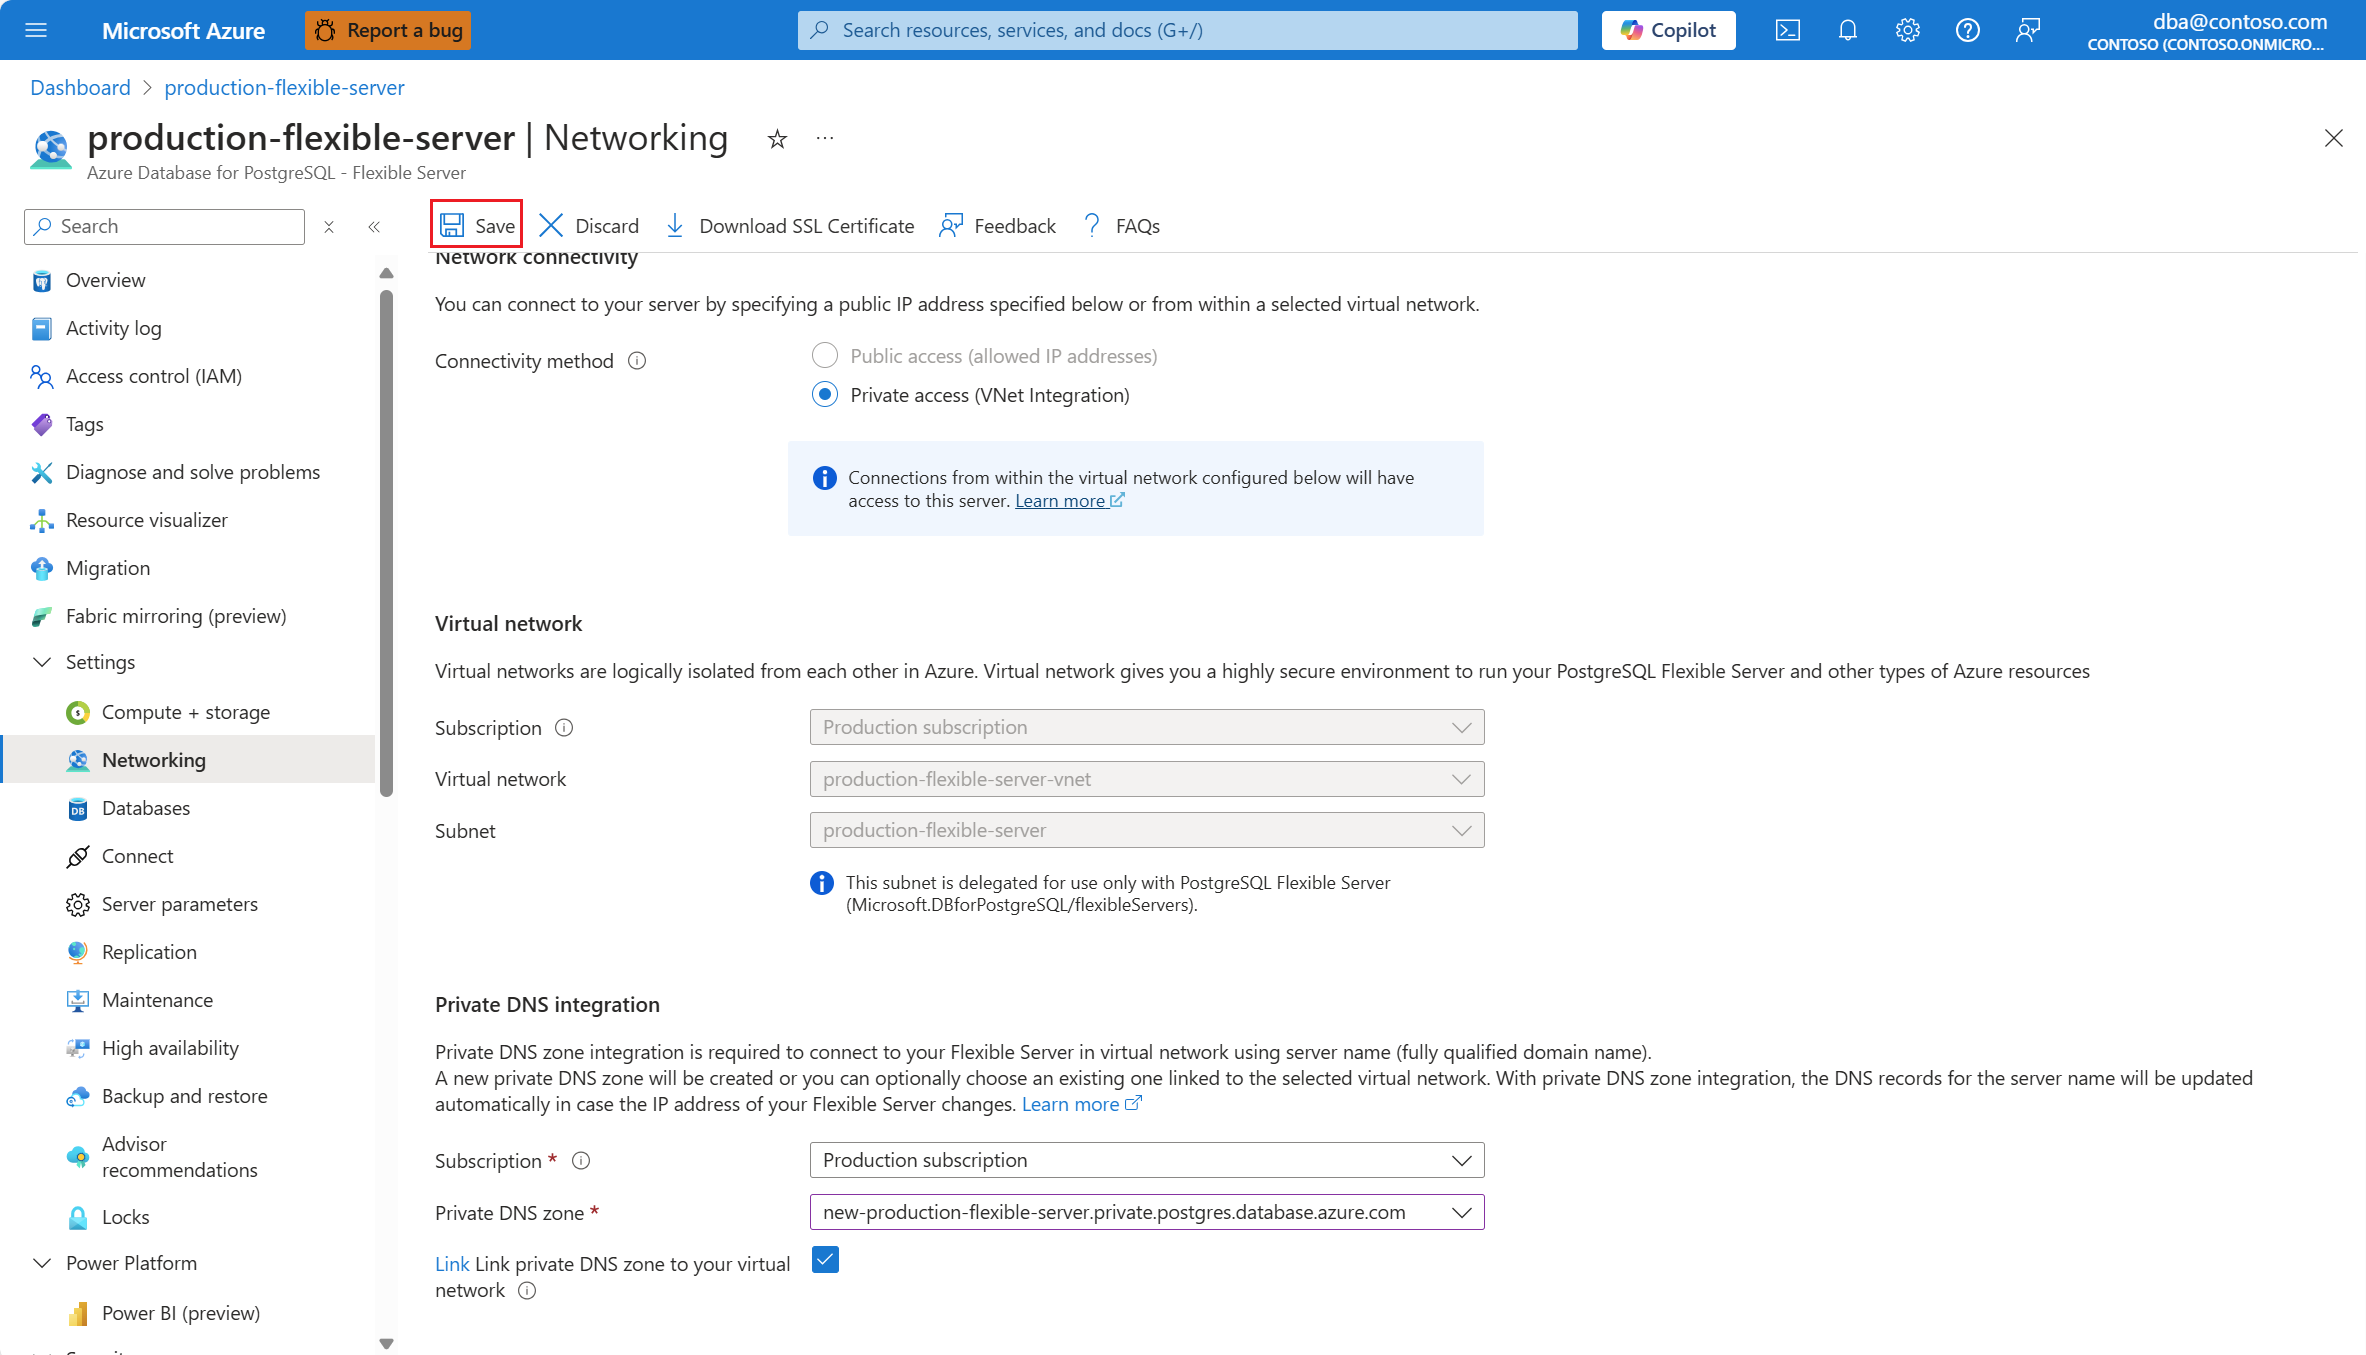 Microsoft Azure
Report a bug
Search resources, services, and docs (G+/)
Copilot
dba@contoso.com
CONTOSO (CONTOSO.ONMICRO...
Dashboard > production-flexible-server
production-flexible-server | Networking
Azure Database for PostgreSQL - Flexible Server
Search
Save
Discard
Download SSL Certificate
Feedback
FAQs
Overview
Activity log
Access control (IAM)
Tags
Diagnose and solve problems
Resource visualizer
Migration
Fabric mirroring (preview)
Settings
Compute + storage
Networking
Databases
Connect
Server parameters
Replication
Maintenance
High availability
Backup and restore
Advisor
recommendations
Locks
Power Platform
Power BI (preview)
Network connectivity
You can connect to your server by specifying a public IP address specified below or from within a selected virtual network.
Connectivity method
Public access (allowed IP addresses)
Private access (VNet Integration)
Connections from within the virtual network configured below will have
access to this server. Learn more
Virtual network
Virtual networks are logically isolated from each other in Azure. Virtual network gives you a highly secure environment to run your PostgreSQL Flexible Server and other types of Azure resources
Subscription
Production subscription
Virtual network
production-flexible-server-vnet
Subnet
production-flexible-server
This subnet is delegated for use only with PostgreSQL Flexible Server
(Microsoft.DBforPostgreSQL/flexibleServers).
Private DNS integration
Private DNS zone integration is required to connect to your Flexible Server in virtual network using server name (fully qualified domain name).
A new private DNS zone will be created or you can optionally choose an existing one linked to the selected virtual network. With private DNS zone integration, the DNS records for the server name will be updated
automatically in case the IP address of your Flexible Server changes. Learn more
Subscription *
Production subscription
Private DNS zone *
new-production-flexible-server.private.postgres.database.azure.com
Link Link private DNS zone to your virtual
network